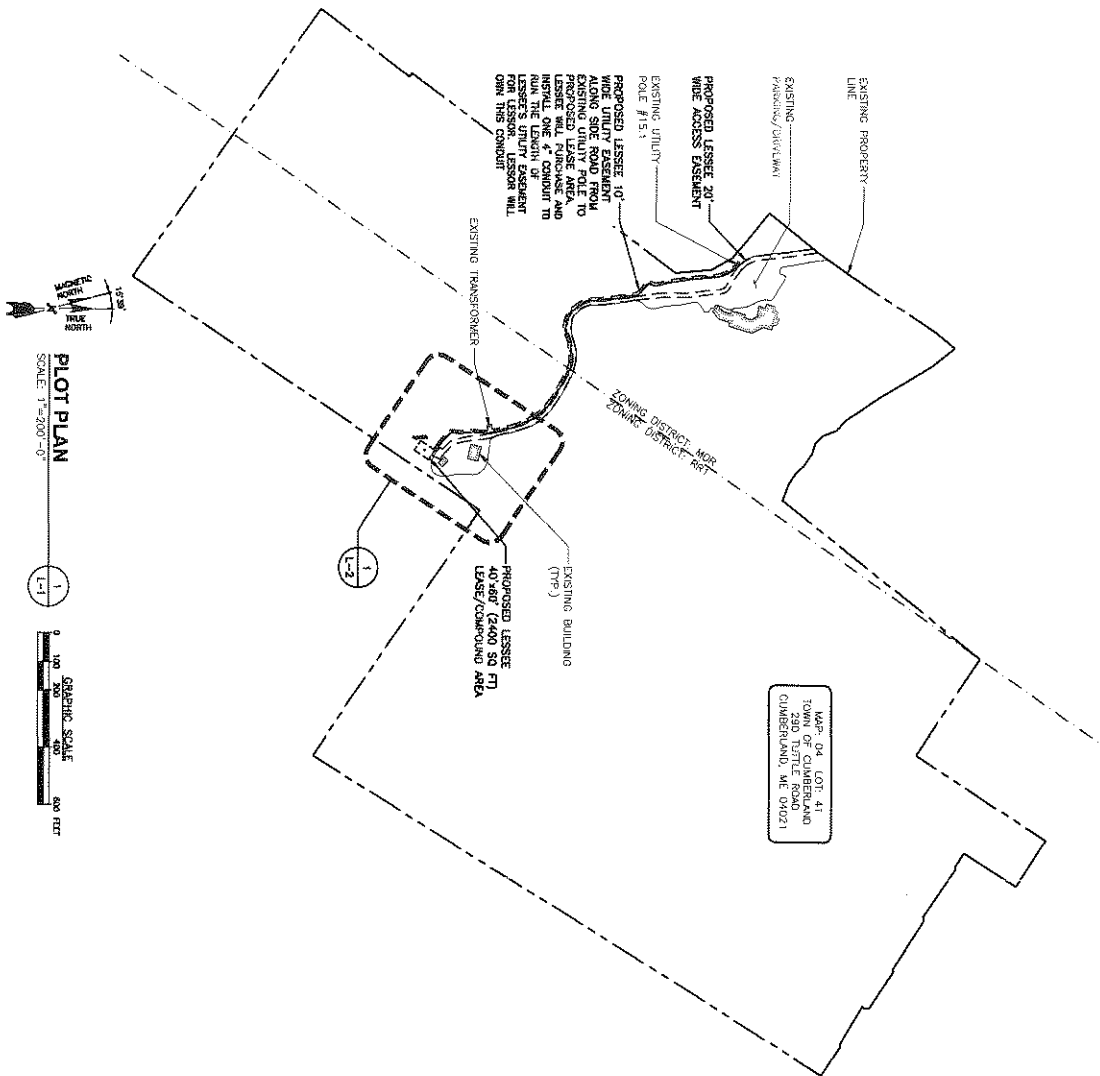 EXISTING PROPERTY
LINE
EXISTING
PARKING/DRIVEWAY
PROPOSED LESSEE 20'
WIDE ACCESS EASEMENT
EXISTING UTILITY
POLE #15.1
PROPOSED LESSEE 10'
WIDE UTILITY EASEMENT
ALONG SIDE ROAD FROM
EXISTING UTILITY POLE TO
PROPOSED LEASE AREA.
LESSEE WILL PURCHASE AND
INSTALL ONE 4" CONDUIT TO
RUN THE LENGTH OF
LESSEE'S UTILITY EASEMENT
FOR LESSOR. LESSOR WILL
OWN THIS CONDUIT
EXISTING TRANSFORMER
ZONING DISTRICT: MOR
ZONING DISTRICT: RR1
EXISTING BUILDING
(TYP.)
PROPOSED LESSEE
40'x60' (2400 SQ FT)
LEASE/COMPOUND AREA
1
L-2
MAP: 04 LOT: 41
TOWN OF CUMBERLAND
290 TUTTLE ROAD
CUMBERLAND, ME 04021
MAGNETIC
NORTH
TRUE
NORTH
PLOT PLAN
SCALE: 1"=200'-0"
1
L-1
GRAPHIC SCALE
0 100 200 400 600 FEET